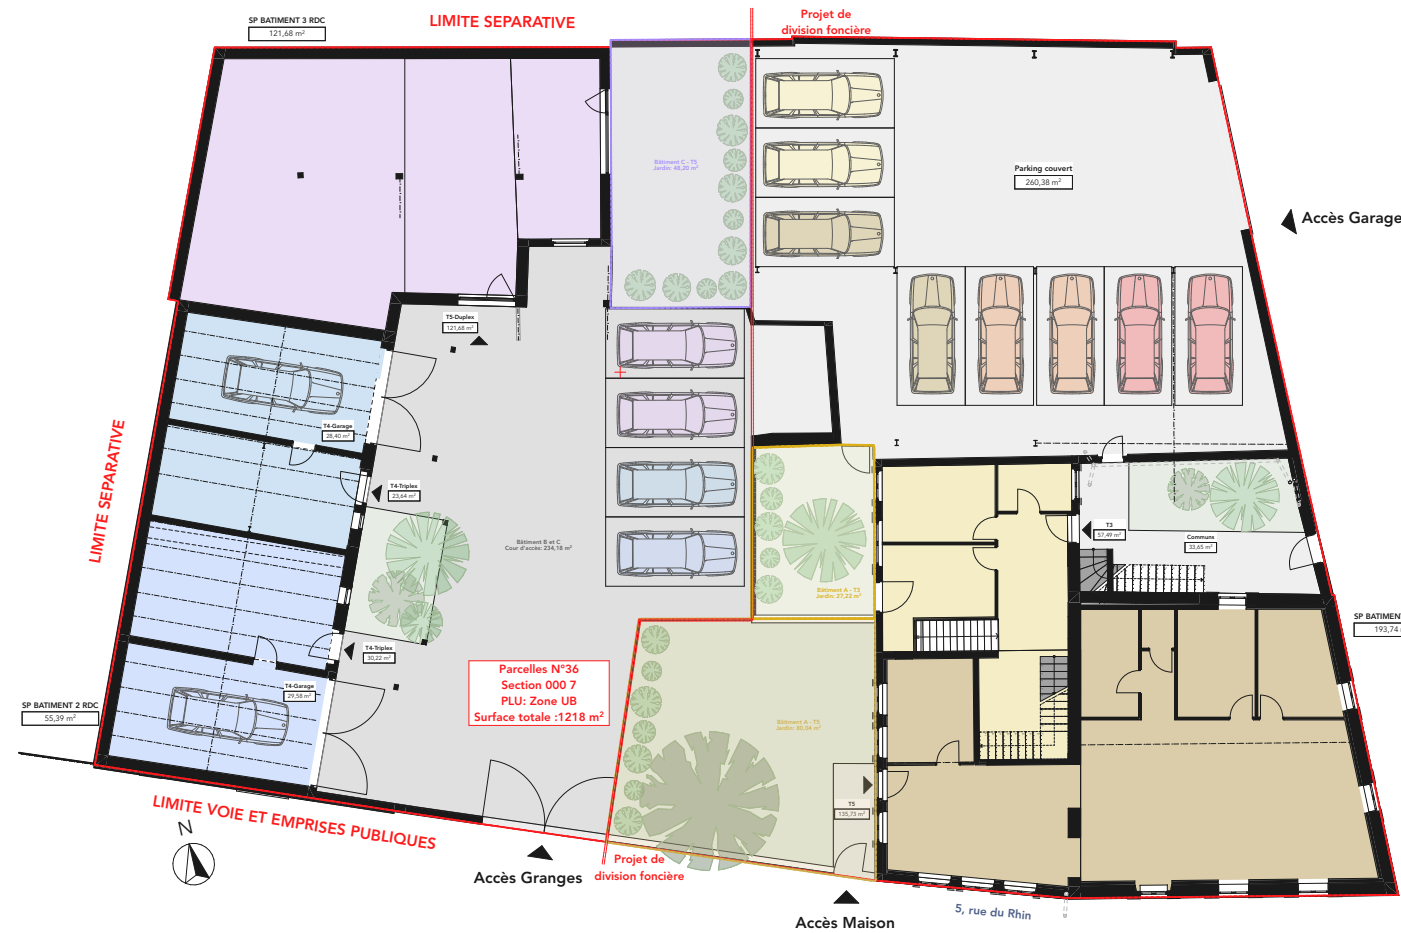 SP BATIMENT 3 RDC
121,68 m²
LIMITE SEPARATIVE
Projet de
division foncière
Bâtiment C - T5
Jardin: 48,20 m²
Parking couvert
260,38 m²
Accès Garage
T5-Duplex
121,68 m²
T4-Garage
28,40 m²
LIMITE SEPARATIVE
T4-Triplex
23,64 m²
Bâtiment B et C
Cour d'accès: 234,18 m²
T3
57,49 m²
Communs
33,65 m²
Bâtiment A - T3
Jardin: 27,23 m²
SP BATIMENT
193,74
T4-Triplex
30,22 m²
T4-Garage
29,58 m²
Parcelles N°36
Section 000 7
PLU: Zone UB
Surface totale :1218 m²
SP BATIMENT 2 RDC
55,39 m²
Bâtiment A - T5
Jardin: 80,04 m²
T5
135,73 m²
LIMITE VOIE ET EMPRISES PUBLIQUES
N
Accès Granges
Projet de
division foncière
5, rue du Rhin
Accès Maison